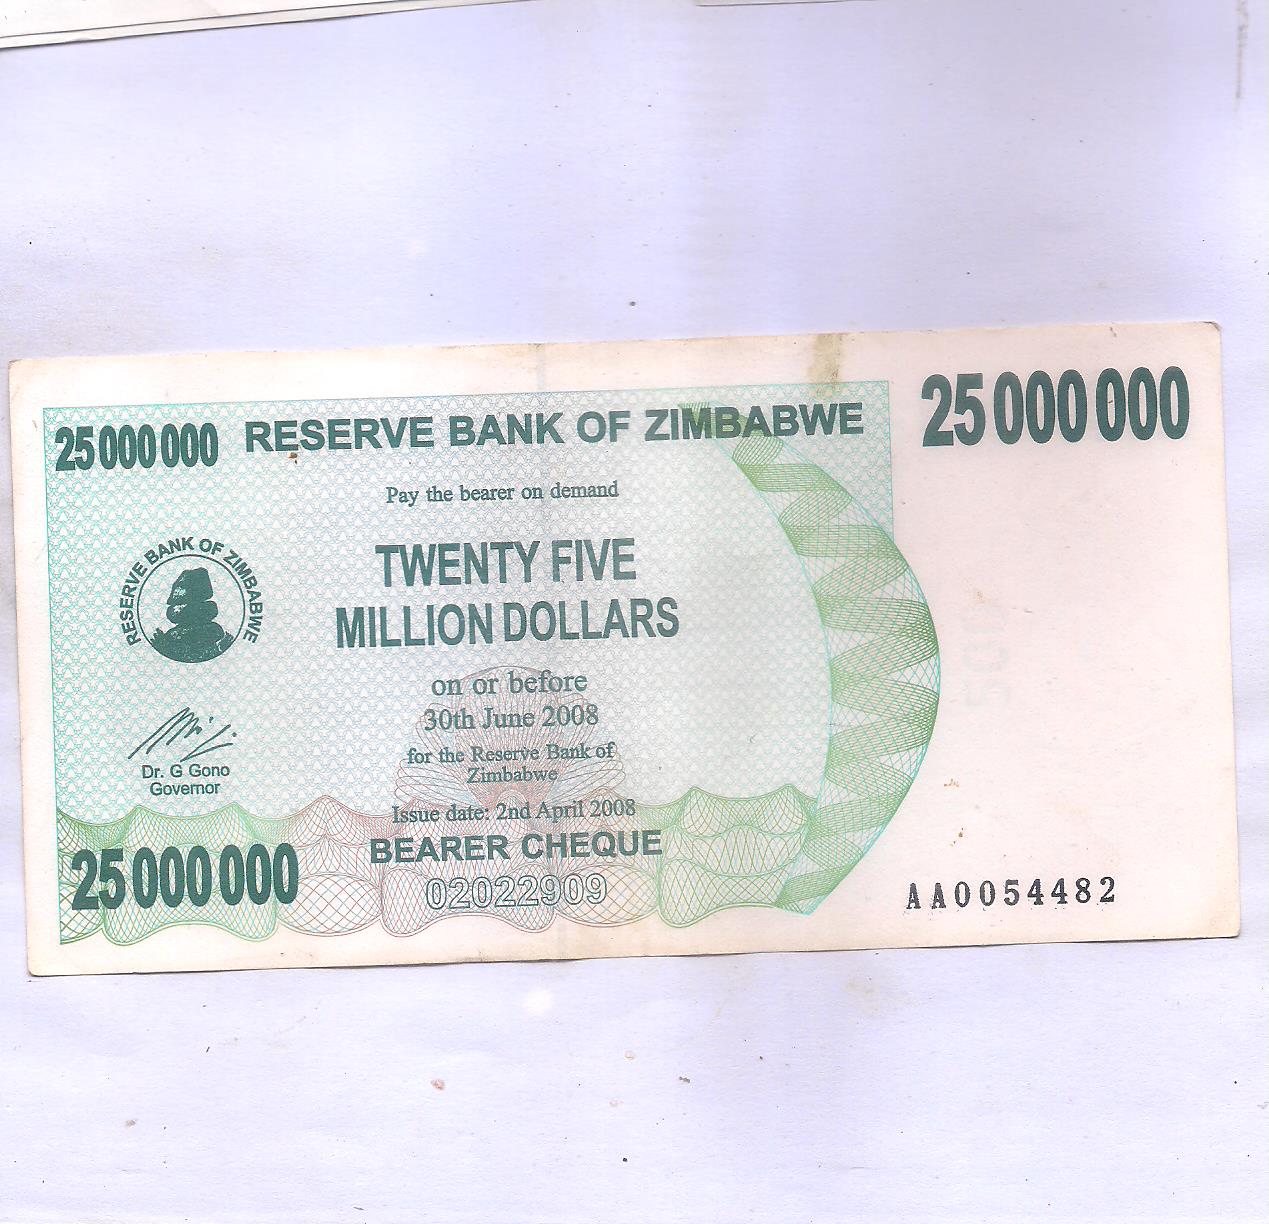 25 000 000
RESERVE BANK OF ZIMBABWE
25 000 000
Pay the bearer on demand
TWENTY FIVE
MILLION DOLLARS
RESERVE BANK OF ZIMBABWE
on or before
30th June 2008
for the Reserve Bank of
Zimbabwe
Dr. G Gono
Governor
Issue date: 2nd April 2008
BEARER CHEQUE
25 000 000
02022909
AA0054482